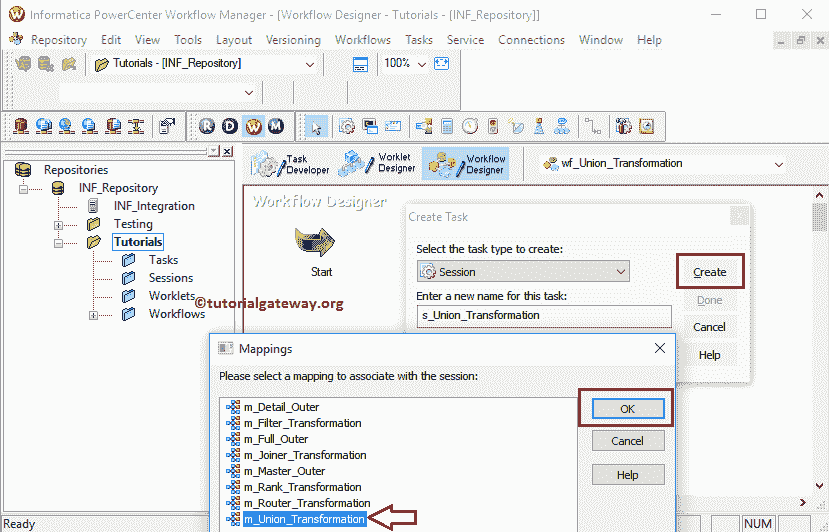 Informatica PowerCenter Workflow Manager - [Workflow Designer - Tutorials - [INF_Repository]]
Repository Edit View Tools Layout Versioning Workflows Tasks Service Connections Window Help
Tutorials - [INF_Repository] 100%
R D W M
Repositories
INF_Repository
INF_Integration
Testing
Tutorials
Tasks
Sessions
Worklets
Workflows
Task Developer
Worklet Designer
Workflow Designer
wf_Union_Transformation
Workflow Designer
Start
©tutorialgateway.org
Create Task
Select the task type to create:
Session
Create
Enter a new name for this task:
Done
s_Union_Transformation
Cancel
Help
Mappings
Please select a mapping to associate with the session:
m_Detail_Outer
m_Filter_Transformation
m_Full_Outer
m_Joiner_Transformation
m_Master_Outer
m_Rank_Transformation
m_Router_Transformation
m_Union_Transformation
OK
Cancel
Help
Ready
NUM